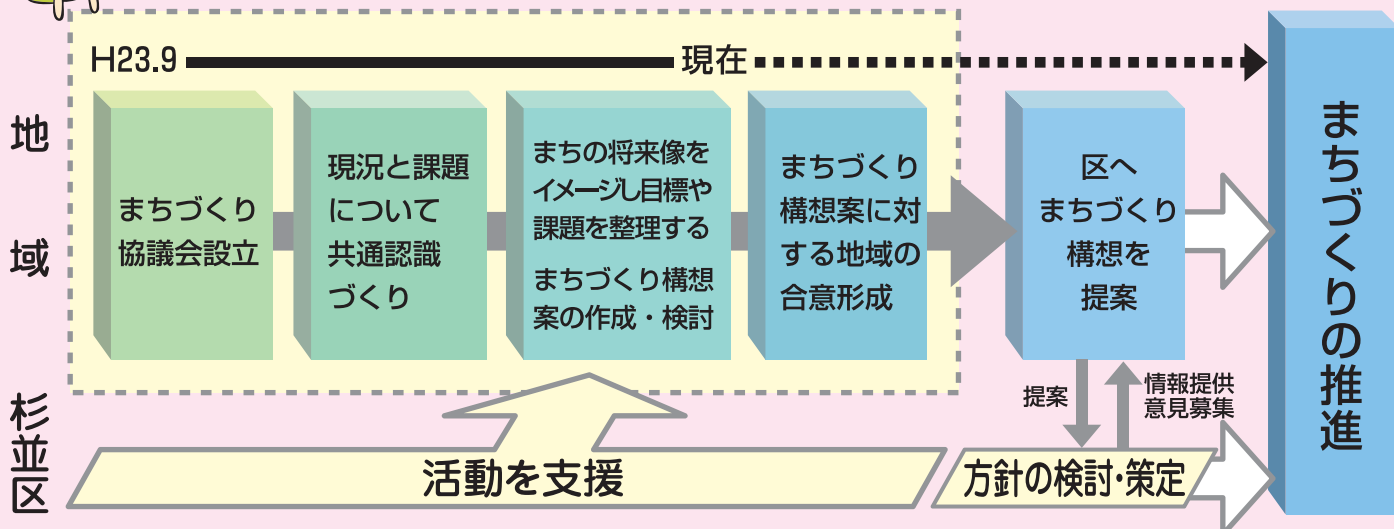 H23.9
現在
地域
まちづくり
協議会設立
現況と課題
について
共通認識
づくり
まちの将来像を
イメージし目標や
課題を整理する
まちづくり構想
案の作成・検討
まちづくり
構想案に対
する地域の
合意形成
区へ
まちづくり
構想を
提案
まちづくりの推進
提案
情報提供
意見募集
杉並区
活動を支援
方針の検討・策定